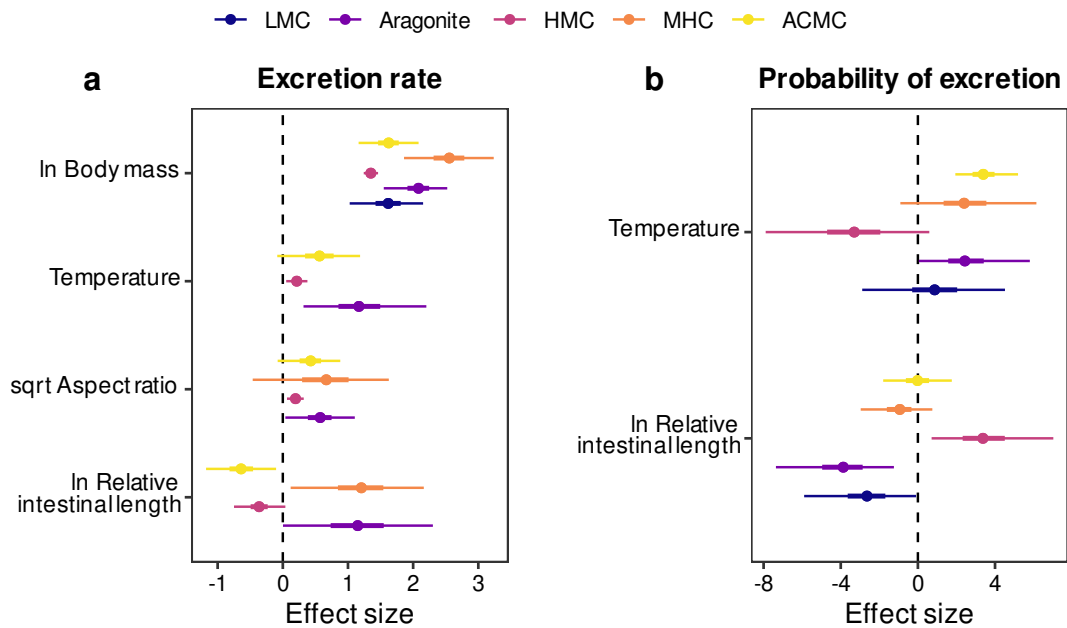 LMC Aragonite HMC MHC ACMC
a Excretion rate
ln Body mass
Temperature
sqrt Aspect ratio
ln Relative
intestinal length
-1 0 1 2 3
Effect size
b Probability of excretion
Temperature
ln Relative
intestinal length
-8 -4 0 4
Effect size